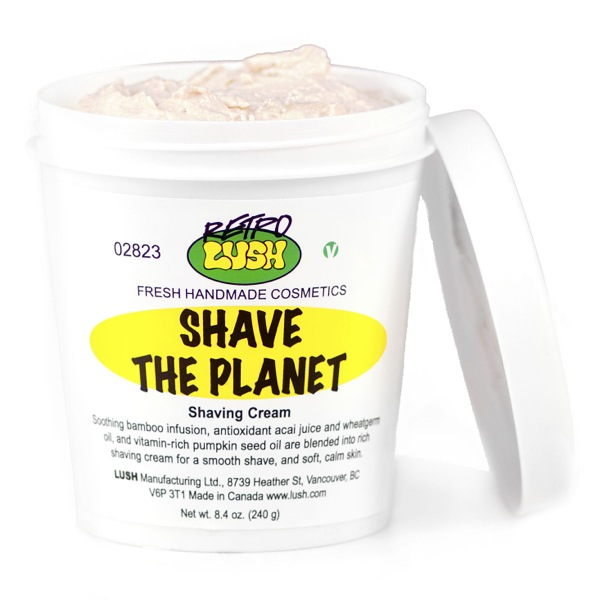 RETRO
LUSH
02823
V
FRESH HANDMADE COSMETICS
SHAVE
THE PLANET
Shaving Cream
Soothing bamboo infusion, antioxidant acai juice and wheatgerm
oil, and vitamin-rich pumpkin seed oil are blended into rich
shaving cream for a smooth shave, and soft, calm skin.
LUSH Manufacturing Ltd., 8739 Heather St, Vancouver, BC
V6P 3T1 Made in Canada www.lush.com
Net wt. 8.4 oz. (240 g)